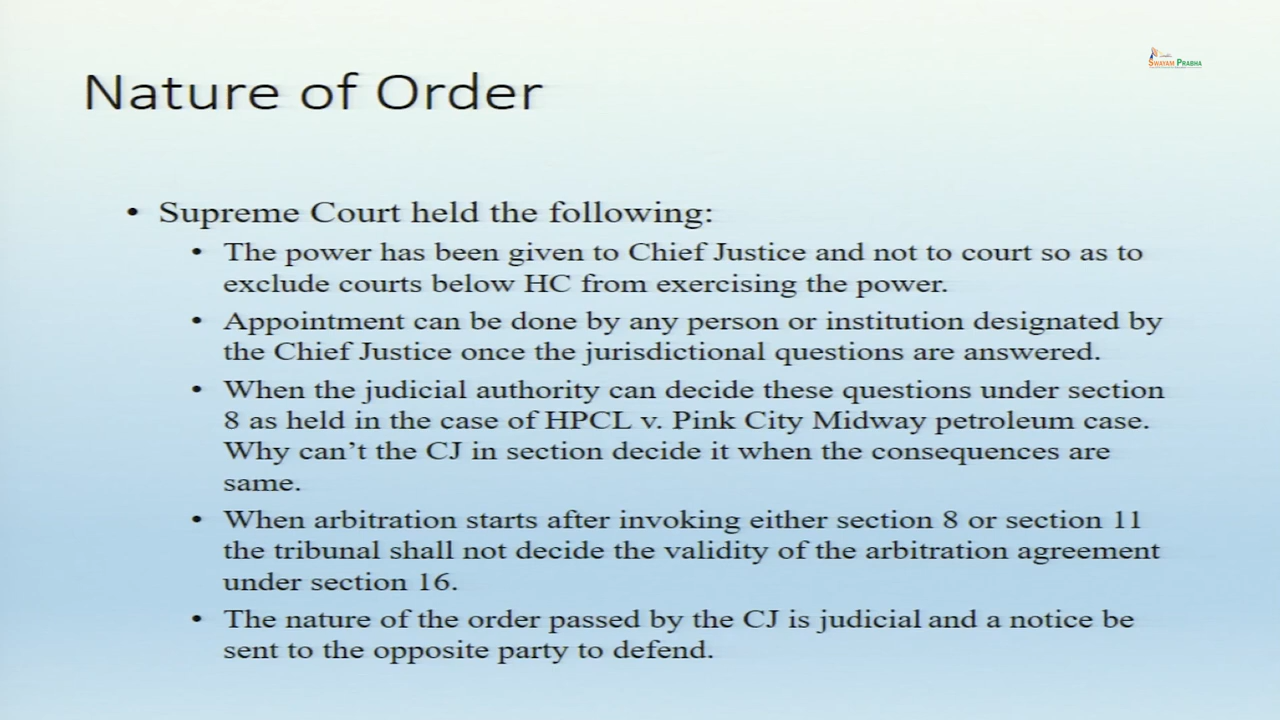 SWAYAM PRABHA
Nature of Order
• Supreme Court held the following:
• The power has been given to Chief Justice and not to court so as to
exclude courts below HC from exercising the power.
• Appointment can be done by any person or institution designated by
the Chief Justice once the jurisdictional questions are answered.
• When the judicial authority can decide these questions under section
8 as held in the case of HPCL v. Pink City Midway petroleum case.
Why can't the CJ in section decide it when the consequences are
same.
• When arbitration starts after invoking either section 8 or section 11
the tribunal shall not decide the validity of the arbitration agreement
under section 16.
• The nature of the order passed by the CJ is judicial and a notice be
sent to the opposite party to defend.